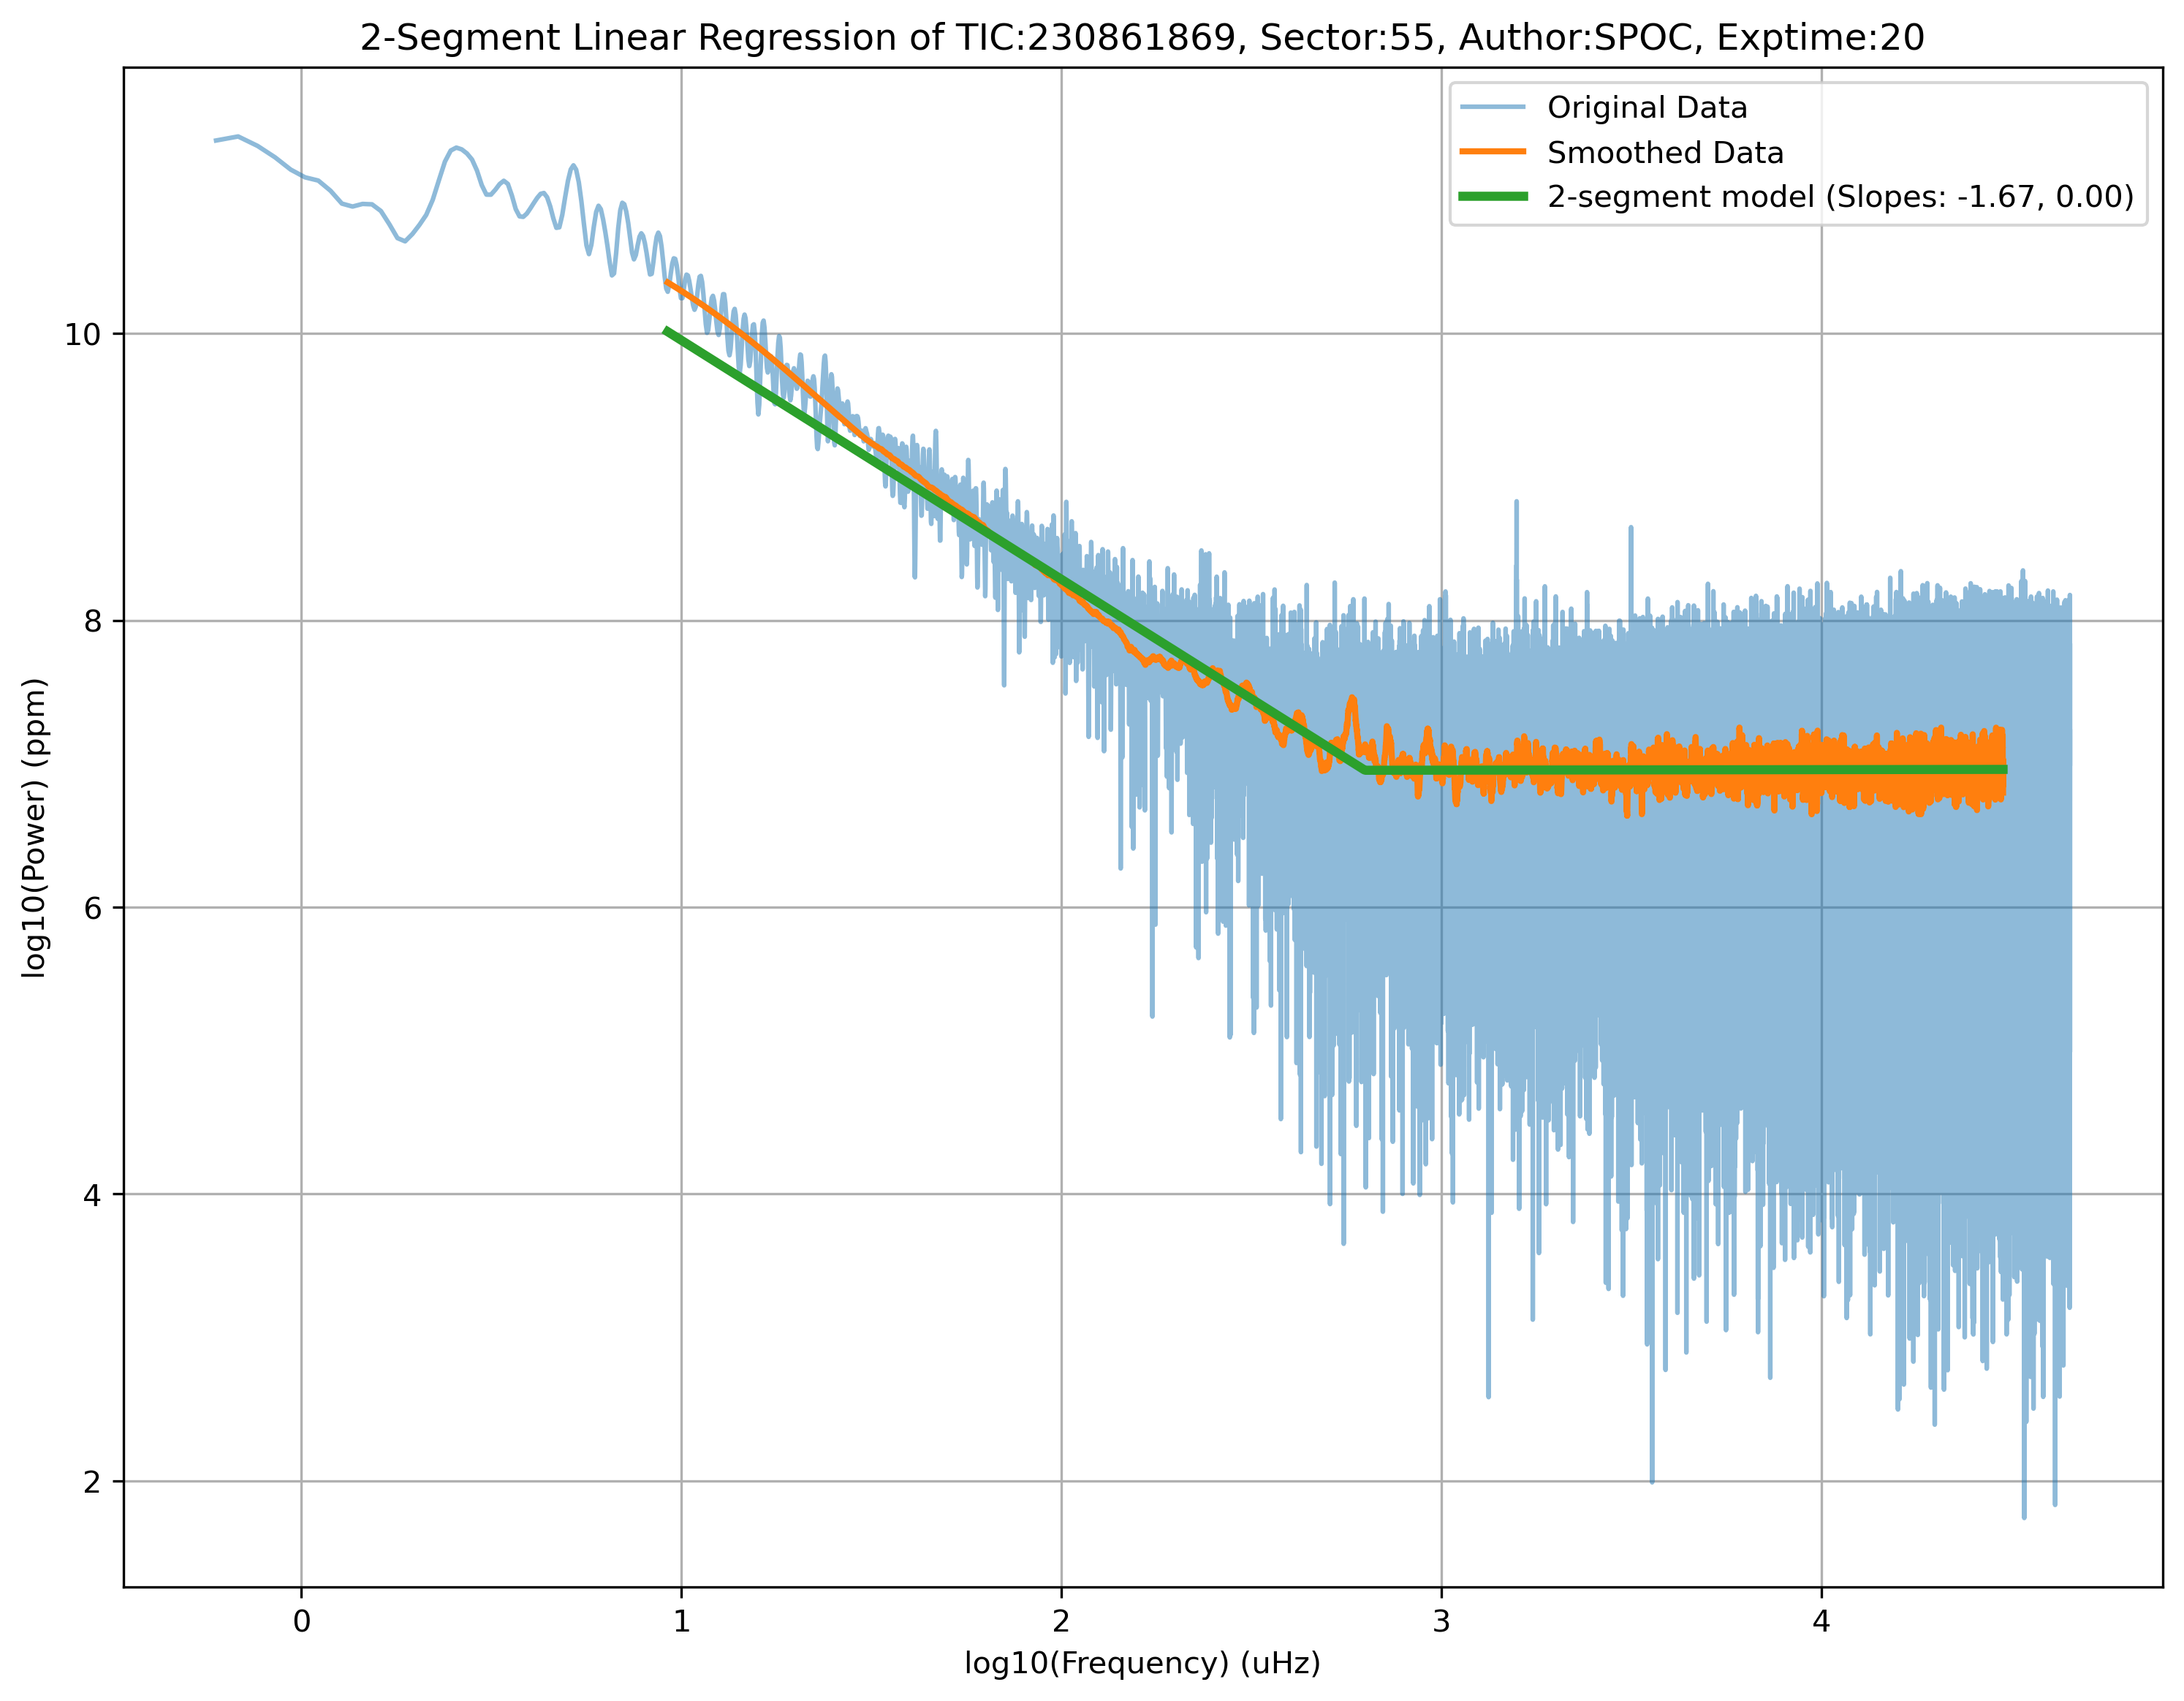 2-Segment Linear Regression of TIC:230861869, Sector:55, Author:SPOC, Exptime:20
Original Data
Smoothed Data
2-segment model (Slopes: -1.67, 0.00)
10
8
6
4
2
log10(Power) (ppm)
0 1 2 3 4
log10(Frequency) (uHz)